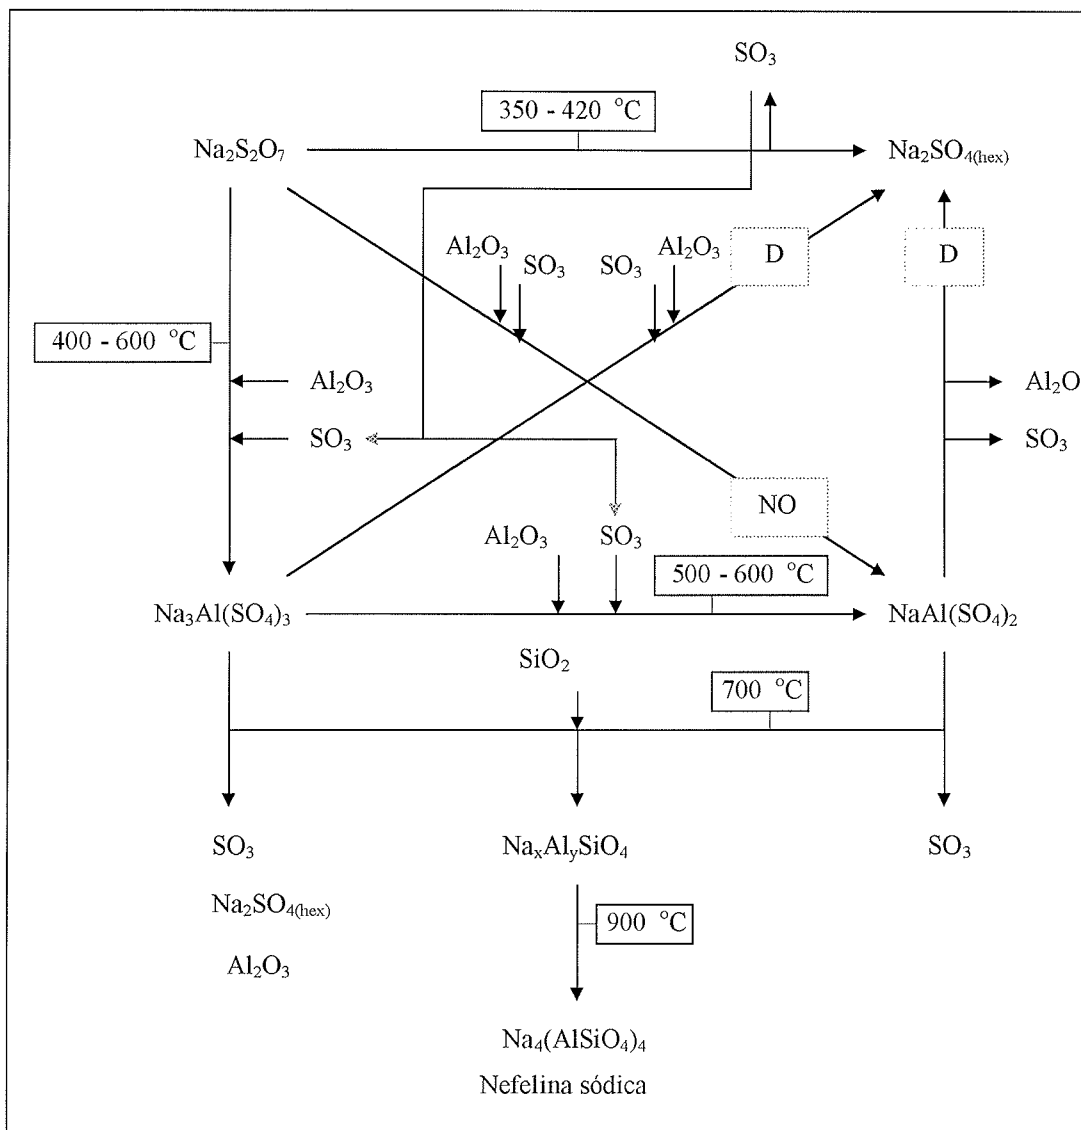 SO₃
350 - 420 °C
Na₂S₂O₇
Na₂SO₄₍hex₎
Al₂O₃
SO₃
SO₃
Al₂O₃
D
D
400 - 600 °C
Al₂O₃
Al₂O
SO₃
SO₃
NO
Al₂O₃
SO₃
500 - 600 °C
Na₃Al(SO₄)₃
NaAl(SO₄)₂
SiO₂
700 °C
SO₃
NaₓAlᵧSiO₄
SO₃
Na₂SO₄₍hex₎
900 °C
Al₂O₃
Na₄(AlSiO₄)₄
Nefelina sódica